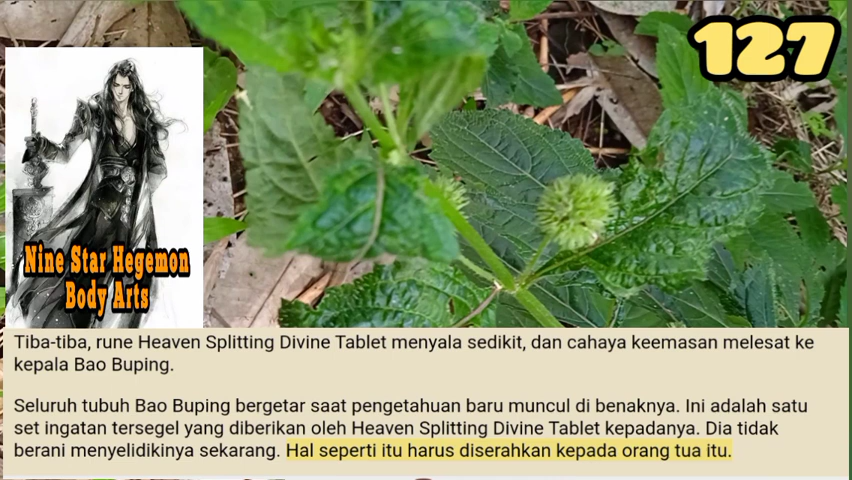 127
Nine Star Hegemon
Body Arts
Tiba-tiba, rune Heaven Splitting Divine Tablet menyala sedikit, dan cahaya keemasan melesat ke
kepala Bao Buping.
Seluruh tubuh Bao Buping bergetar saat pengetahuan baru muncul di benaknya. Ini adalah satu
set ingatan tersegel yang diberikan oleh Heaven Splitting Divine Tablet kepadanya. Dia tidak
berani menyelidikinya sekarang. Hal seperti itu harus diserahkan kepada orang tua itu.